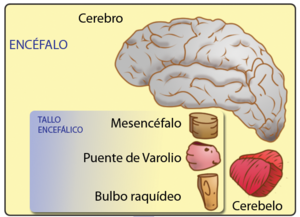 Cerebro
ENCÉFALO
TALLO
ENCEFÁLICO
Mesencéfalo
Puente de Varolio
Bulbo raquídeo
Cerebelo